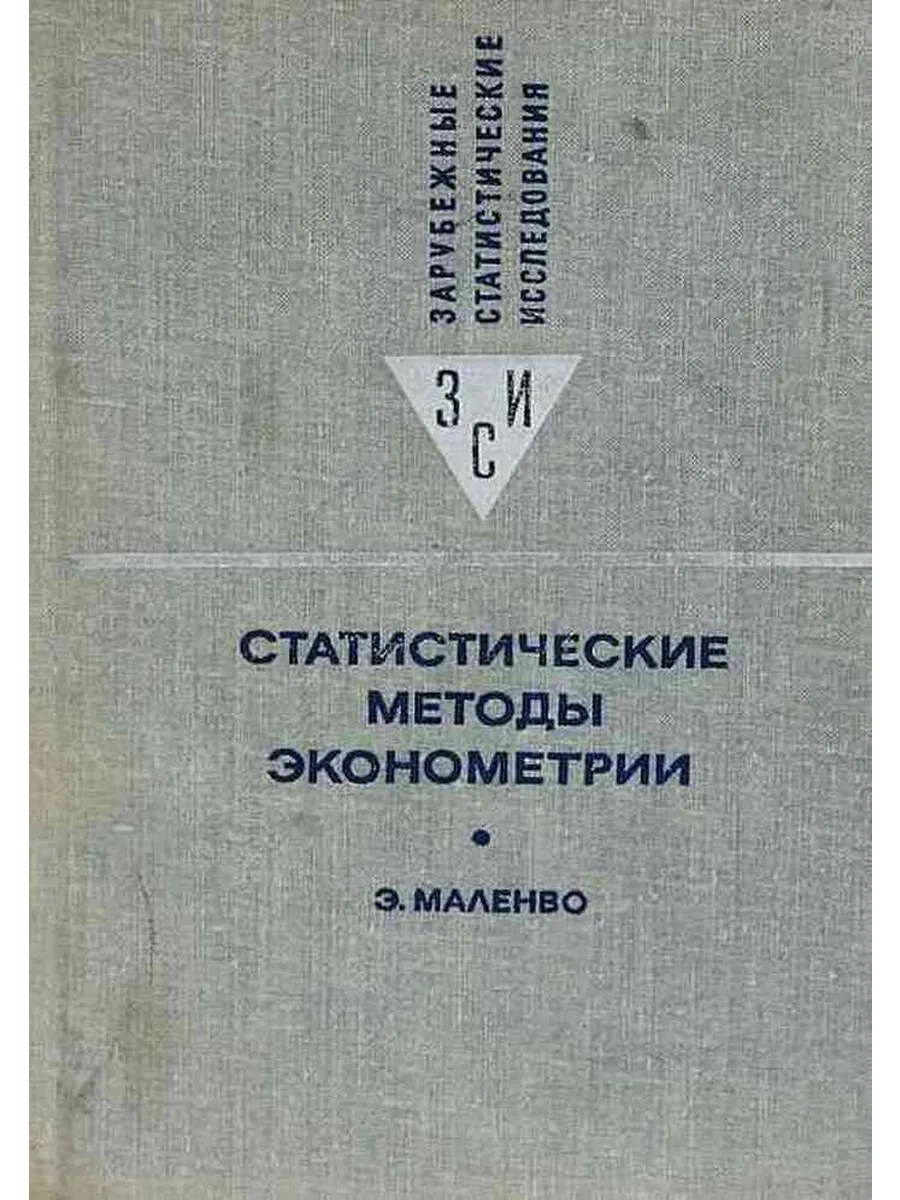 ЗАРУБЕЖНЫЕ
СТАТИСТИЧЕСКИЕ
ИССЛЕДОВАНИЯ
З И
С
СТАТИСТИЧЕСКИЕ
МЕТОДЫ
ЭКОНОМЕТРИИ
•
Э. МАЛЕНВО